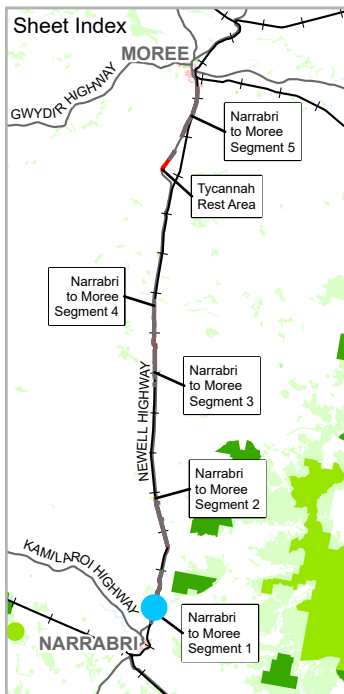 Sheet Index
MOREE
GWYDIR HIGHWAY
Narrabri
to Moree
Segment 5
Tycannah
Rest Area
Narrabri
to Moree
Segment 4
Narrabri
to Moree
Segment 3
NEWELL HIGHWAY
Narrabri
to Moree
Segment 2
KAMILAROI HIGHWAY
Narrabri
to Moree
Segment 1
NARRABRI